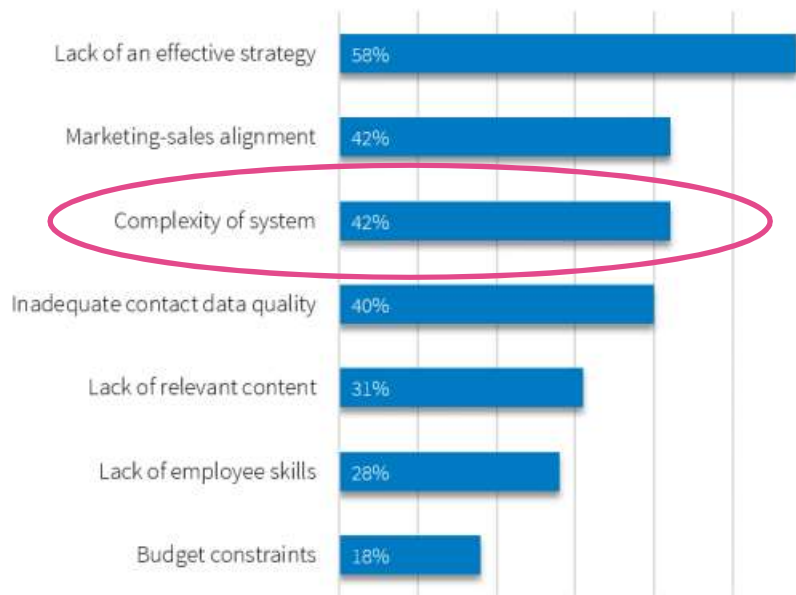 Lack of an effective strategy 58%
Marketing-sales alignment 42%
Complexity of system 42%
Inadequate contact data quality 40%
Lack of relevant content 31%
Lack of employee skills 28%
Budget constraints 18%